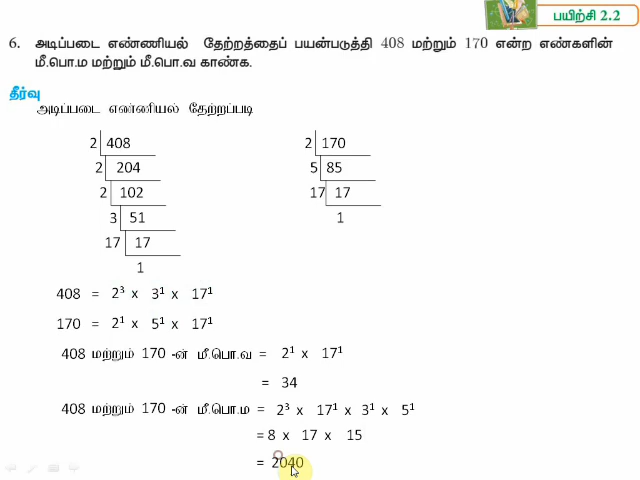 பயிற்சி 2.2
6. அடிப்படை எண்ணியல் தேற்றத்தைப் பயன்படுத்தி 408 மற்றும் 170 என்ற எண்களின்
மீ.பொ.ம மற்றும் மீ.பொ.வ காண்க.
தீர்வு
அடிப்படை எண்ணியல் தேற்றப்படி
2 408 2 170
2 204 5 85
2 102 17 17
3 51 1
17 17
1
408 = 2³ x 3¹ x 17¹
170 = 2¹ x 5¹ x 17¹
408 மற்றும் 170 -ன் மீ.பொ.வ = 2¹ x 17¹
= 34
408 மற்றும் 170 -ன் மீ.பொ.ம = 2³ x 17¹ x 3¹ x 5¹
= 8 x 17 x 15
= 2040